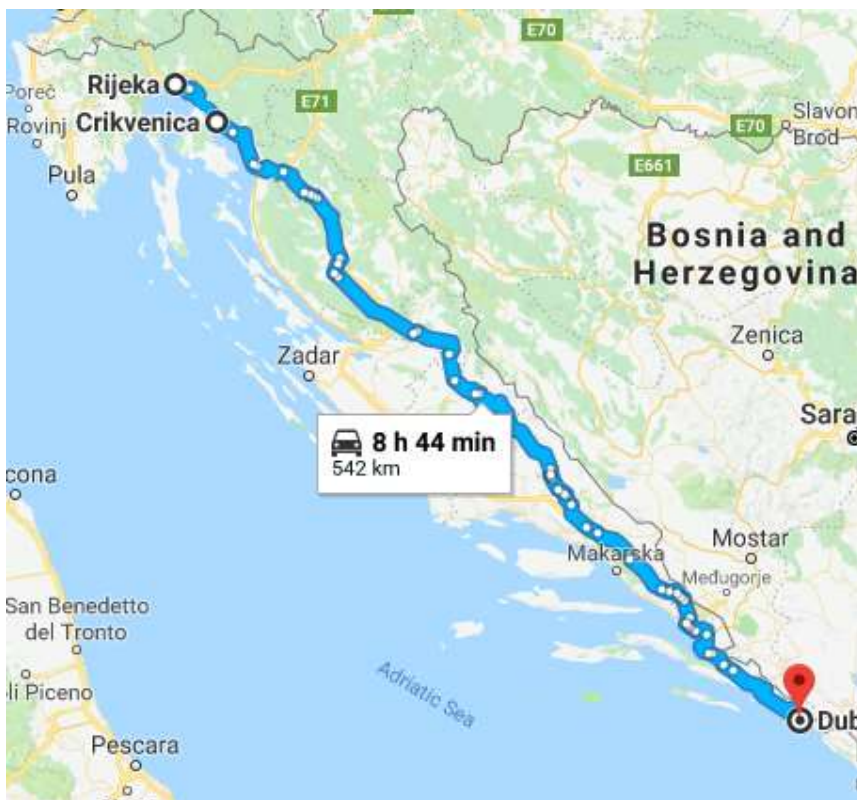 E70
Rijeka
Poreč
E71
Rovinj
Crikvenica
Slavon
Brod
E70
Pula
E661
Bosnia and
Herzegovina
Zenica
Zadar
Sara
8 h 44 min
542 km
cona
Mostar
Makarska
Međugorje
San Benedetto
del Tronto
Adriatic Sea
li Piceno
Dub
Pescara